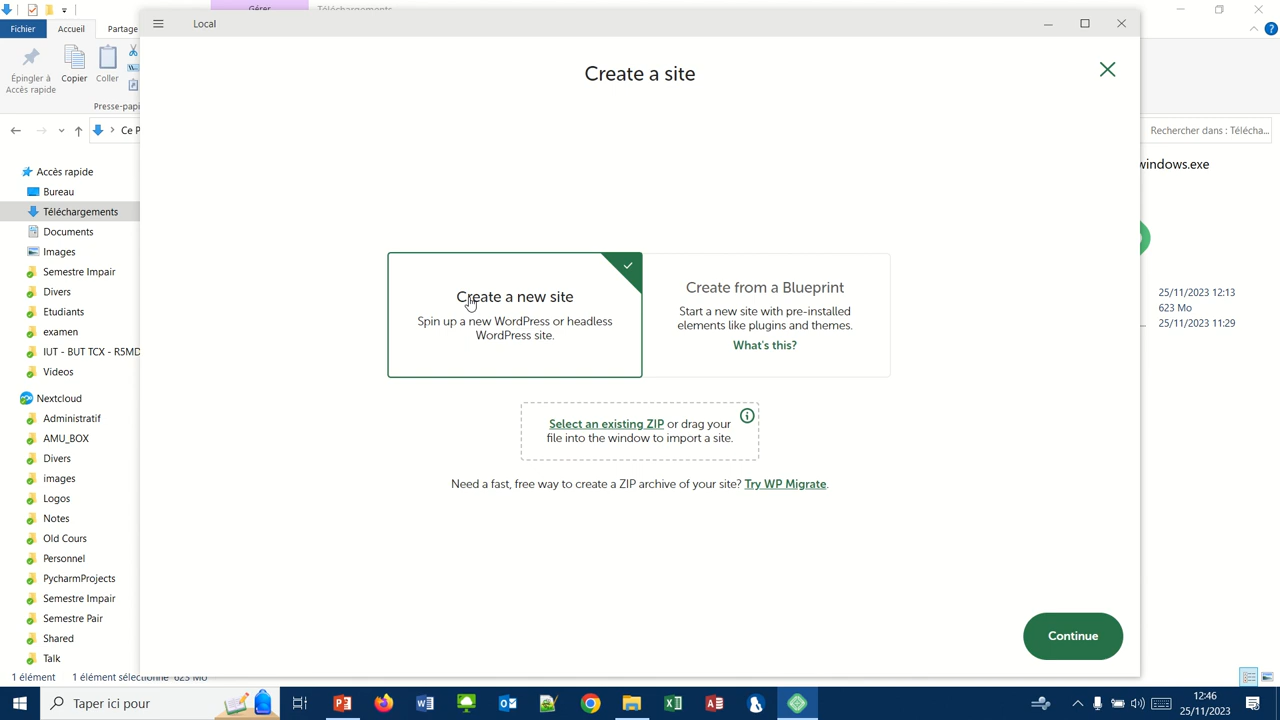 Gérer
Téléchargements
Local
Fichier
Accueil
Partage
Épingler à
Accès rapide
Copier
Coller
Presse-papi
Ce P
Rechercher dans : Télécha...
Create a site
windows.exe
Accès rapide
Bureau
Téléchargements
Documents
Images
Semestre Impair
Divers
Etudiants
examen
IUT - BUT TCX - R5MD
Videos
Nextcloud
Administratif
AMU_BOX
Divers
images
Logos
Notes
Old Cours
Personnel
PycharmProjects
Semestre Impair
Semestre Pair
Shared
Talk
Create a new site
Spin up a new WordPress or headless
WordPress site.
Create from a Blueprint
Start a new site with pre-installed
elements like plugins and themes.
What's this?
Select an existing ZIP or drag your
file into the window to import a site.
Need a fast, free way to create a ZIP archive of your site? Try WP Migrate.
Continue
25/11/2023 12:13
623 Mo
25/11/2023 11:29
1 élément
1 élément sélectionné 623 Mo
Taper ici pour
12:46
25/11/2023